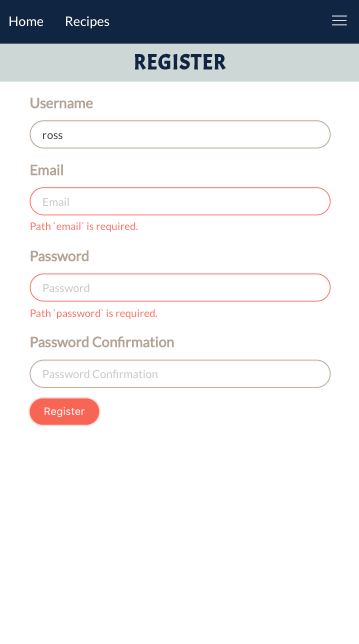 Home Recipes
REGISTER
Username
ross
Email
Email
Path `email` is required.
Password
Password
Path `password` is required.
Password Confirmation
Password Confirmation
Register